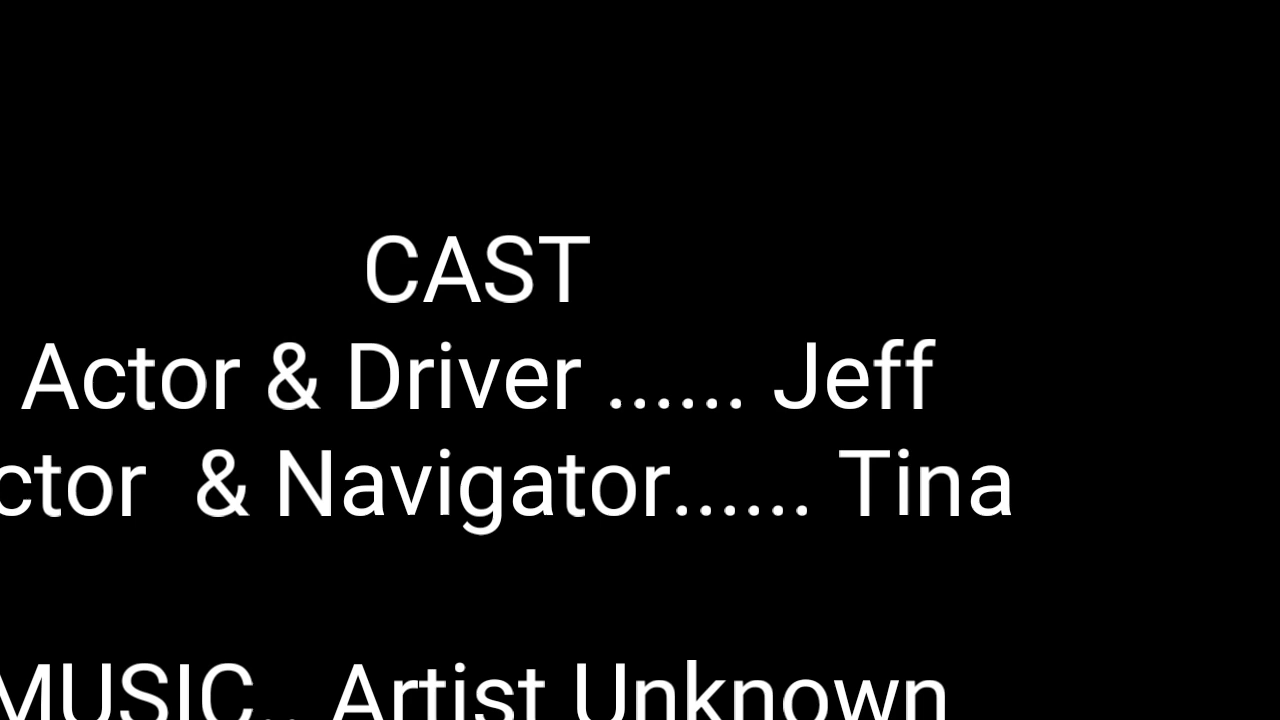 CAST
Actor & Driver ...... Jeff
ctor  & Navigator...... Tina
MUSIC.. Artist Unknown